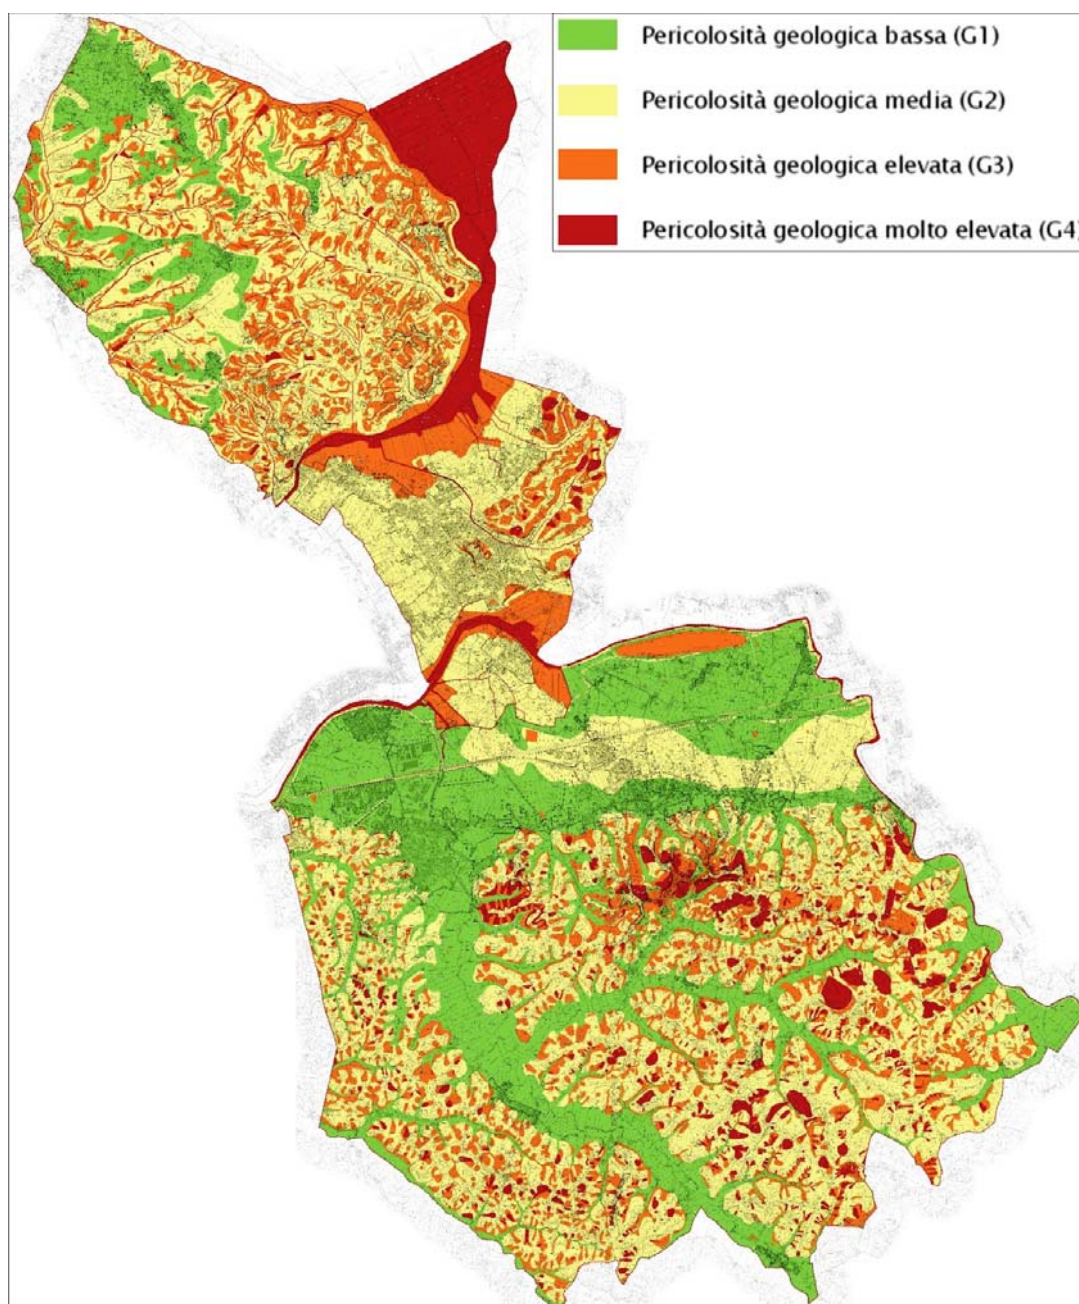 Pericolosità geologica bassa (G1)
Pericolosità geologica media (G2)
Pericolosità geologica elevata (G3)
Pericolosità geologica molto elevata (G4)